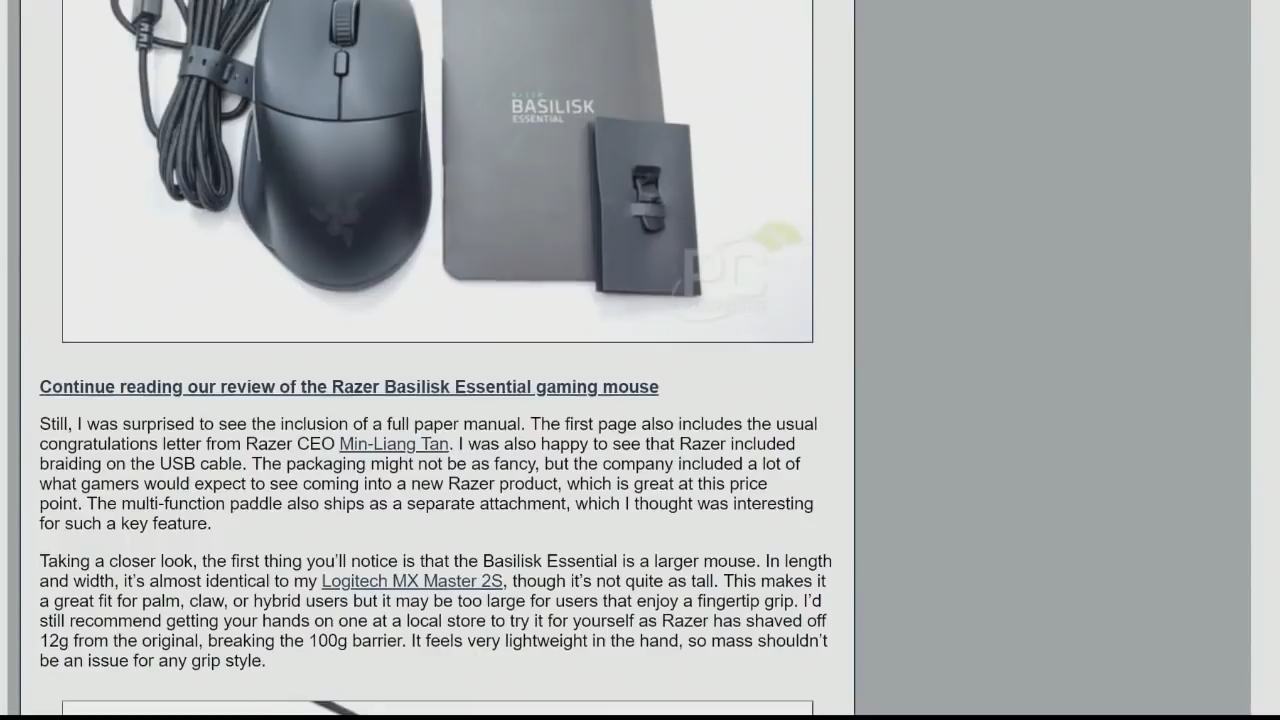 RAZER
BASILISK
ESSENTIAL
PC
Continue reading our review of the Razer Basilisk Essential gaming mouse
Still, I was surprised to see the inclusion of a full paper manual. The first page also includes the usual
congratulations letter from Razer CEO Min-Liang Tan. I was also happy to see that Razer included
braiding on the USB cable. The packaging might not be as fancy, but the company included a lot of
what gamers would expect to see coming into a new Razer product, which is great at this price
point. The multi-function paddle also ships as a separate attachment, which I thought was interesting
for such a key feature.
Taking a closer look, the first thing you’ll notice is that the Basilisk Essential is a larger mouse. In length
and width, it’s almost identical to my Logitech MX Master 2S, though it’s not quite as tall. This makes it
a great fit for palm, claw, or hybrid users but it may be too large for users that enjoy a fingertip grip. I’d
still recommend getting your hands on one at a local store to try it for yourself as Razer has shaved off
12g from the original, breaking the 100g barrier. It feels very lightweight in the hand, so mass shouldn’t
be an issue for any grip style.